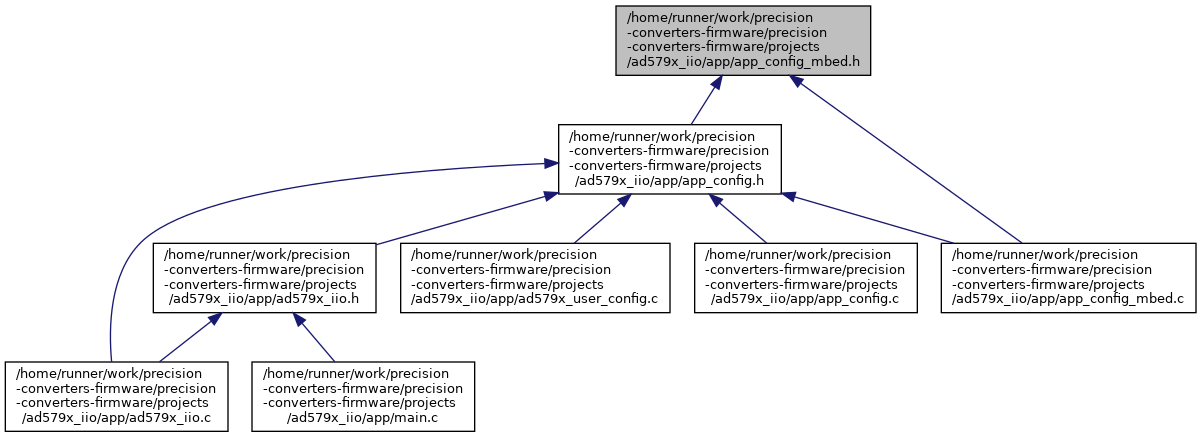 /home/runner/work/precision
-converters-firmware/precision
-converters-firmware/projects
/ad579x_iio/app/app_config_mbed.h
/home/runner/work/precision
-converters-firmware/precision
-converters-firmware/projects
/ad579x_iio/app/app_config.h
/home/runner/work/precision
-converters-firmware/precision
-converters-firmware/projects
/ad579x_iio/app/ad579x_iio.h
/home/runner/work/precision
-converters-firmware/precision
-converters-firmware/projects
/ad579x_iio/app/ad579x_user_config.c
/home/runner/work/precision
-converters-firmware/precision
-converters-firmware/projects
/ad579x_iio/app/app_config.c
/home/runner/work/precision
-converters-firmware/precision
-converters-firmware/projects
/ad579x_iio/app/app_config_mbed.c
/home/runner/work/precision
-converters-firmware/precision
-converters-firmware/projects
/ad579x_iio/app/ad579x_iio.c
/home/runner/work/precision
-converters-firmware/precision
-converters-firmware/projects
/ad579x_iio/app/main.c